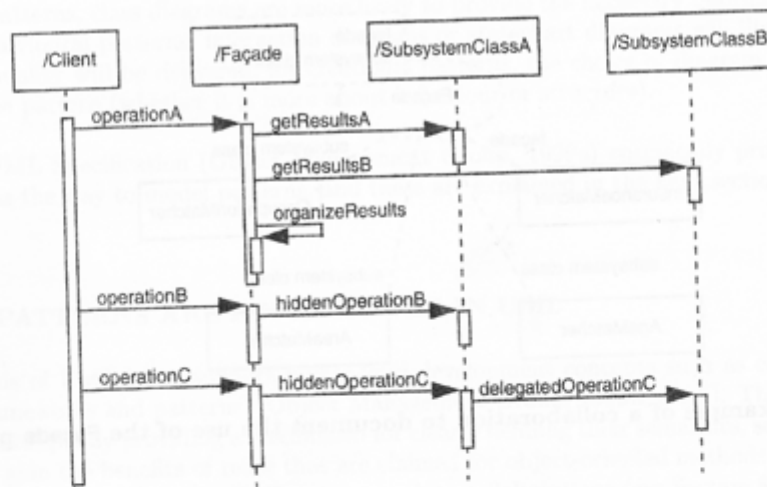 /Client
/Façade
/SubsystemClassA
/SubsystemClassB
operationA
getResultsA
getResultsB
organizeResults
operationB
hiddenOperationB
operationC
hiddenOperationC
delegatedOperationC